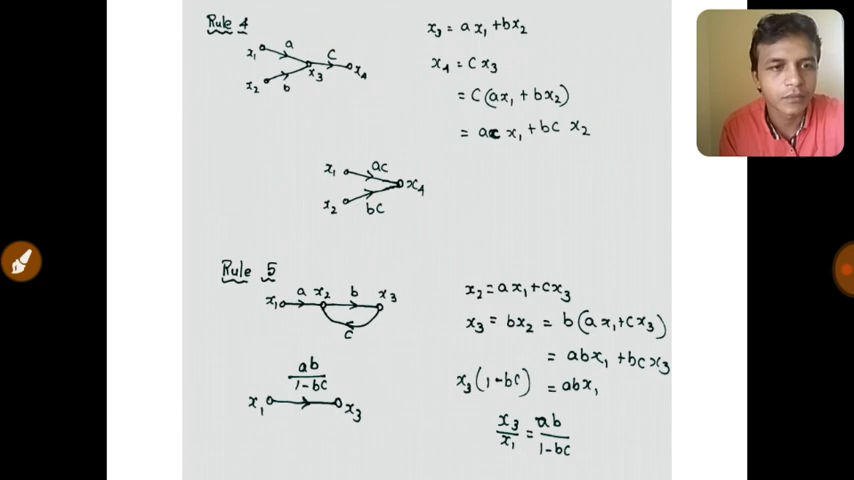 Rule 4
a
x₁
c
x₃
x₄
x₂
b
x₃ = ax₁ + bx₂
x₄ = cx₃
= c(ax₁ + bx₂)
= ac x₁ + bc x₂
x₁
ac
x₄
x₂
bc
Rule 5
x₁ a x₂ b x₃
c
ab
1-bc
x₁
x₃
x₂ = ax₁ + cx₃
x₃ = bx₂ = b(ax₁ + cx₃)
= abx₁ + bcx₃
x₃(1-bc) = abx₁
x₃/x₁ = ab/1-bc